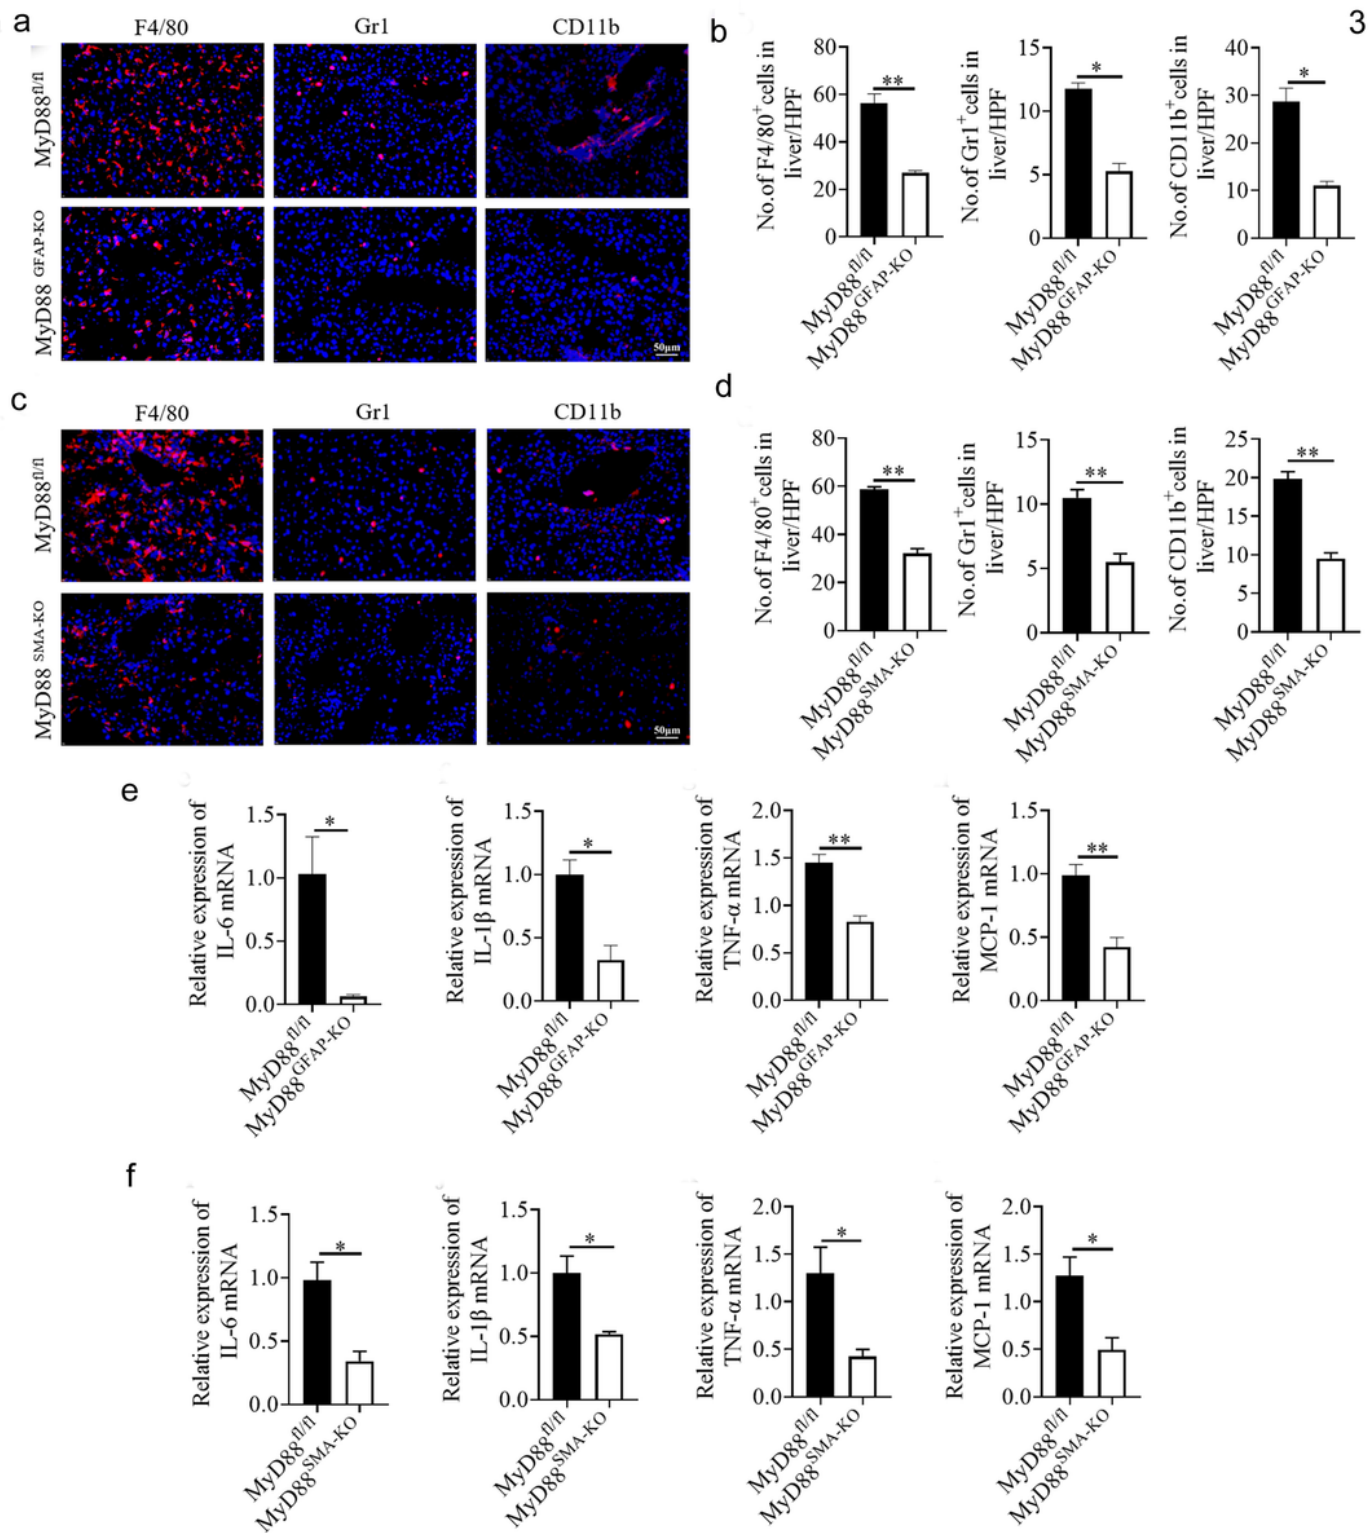 3
a
F4/80 Gr1 CD11b
MyD88fl/fl
MyD88 GFAP-KO
50μm
b
No.of F4/80+cells in
liver/HPF
80
60
40
20
0
**
MyD88fl/fl
MyD88GFAP-KO
No.of Gr1+cells in
liver/HPF
15
10
5
0
*
MyD88fl/fl
MyD88GFAP-KO
No.of CD11b+cells in
liver/HPF
40
30
20
10
0
*
MyD88fl/fl
MyD88GFAP-KO
c
F4/80 Gr1 CD11b
MyD88fl/fl
MyD88 SMA-KO
50μm
d
No.of F4/80+cells in
liver/HPF
80
60
40
20
0
**
MyD88fl/fl
MyD88SMA-KO
No.of Gr1+cells in
liver/HPF
15
10
5
0
**
MyD88fl/fl
MyD88SMA-KO
No.of CD11b+cells in
liver/HPF
25
20
15
10
5
0
**
MyD88fl/fl
MyD88SMA-KO
e
Relative expression of
IL-6 mRNA
1.5
1.0
0.5
0.0
*
MyD88fl/fl
MyD88GFAP-KO
Relative expression of
IL-1β mRNA
1.5
1.0
0.5
0.0
*
MyD88fl/fl
MyD88GFAP-KO
Relative expression of
TNF-α mRNA
2.0
1.5
1.0
0.5
0.0
**
MyD88fl/fl
MyD88GFAP-KO
Relative expression of
MCP-1 mRNA
1.5
1.0
0.5
0.0
**
MyD88fl/fl
MyD88GFAP-KO
f
Relative expression of
IL-6 mRNA
1.5
1.0
0.5
0.0
*
MyD88fl/fl
MyD88SMA-KO
Relative expression of
IL-1β mRNA
1.5
1.0
0.5
0.0
*
MyD88fl/fl
MyD88SMA-KO
Relative expression of
TNF-α mRNA
2.0
1.5
1.0
0.5
0.0
*
MyD88fl/fl
MyD88SMA-KO
Relative expression of
MCP-1 mRNA
2.0
1.5
1.0
0.5
0.0
*
MyD88fl/fl
MyD88SMA-KO